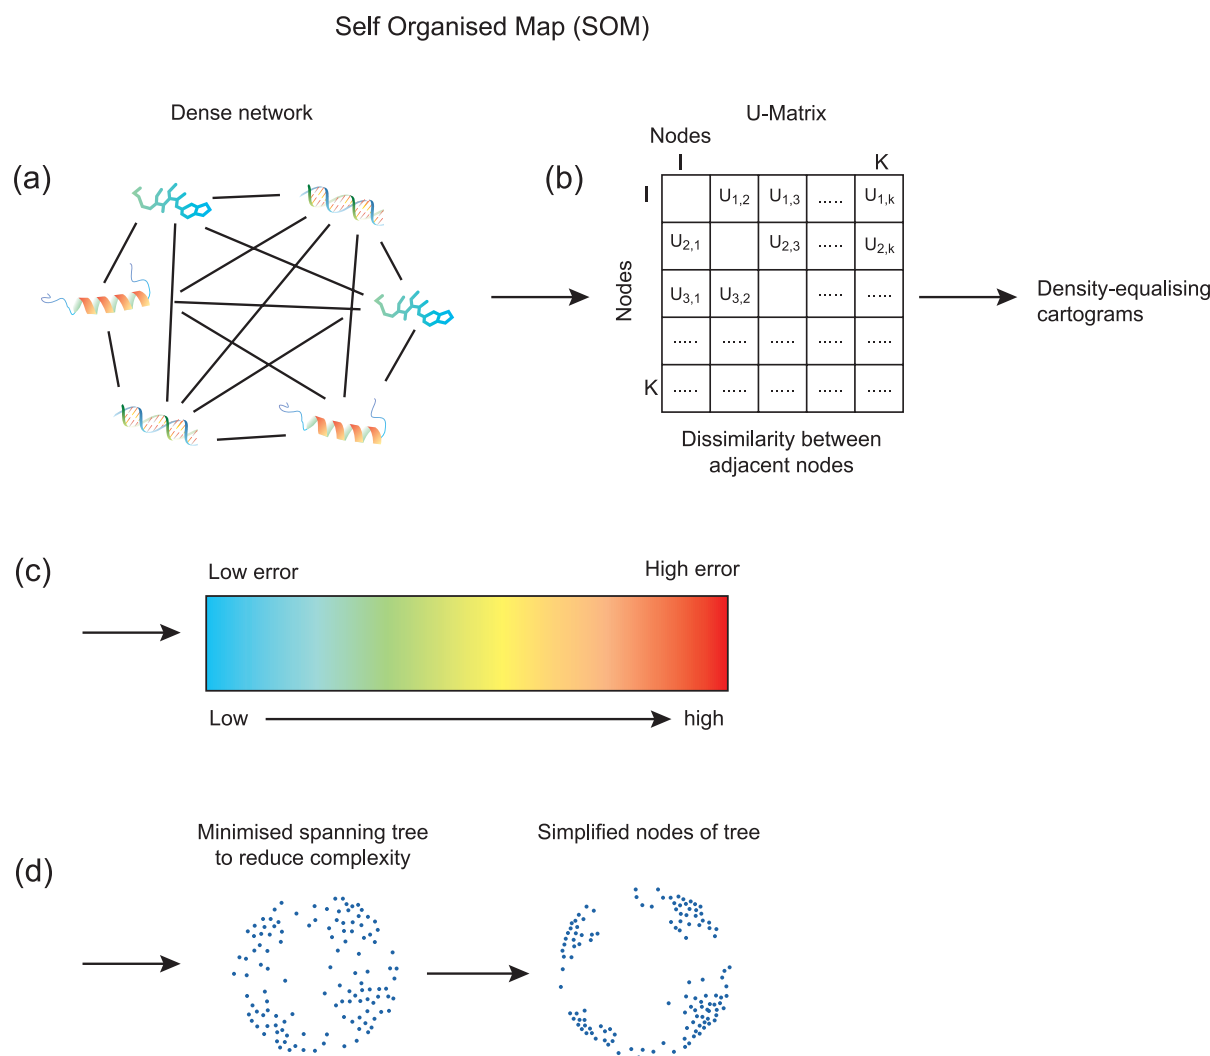 Self Organised Map (SOM)
Dense network
U-Matrix
(a)
(b)
Nodes
I K
I U1,2 U1,3 ..... U1,k
U2,1 U2,3 ..... U2,k
Nodes
U3,1 U3,2 ..... .....
..... ..... ..... ..... .....
K ..... ..... ..... ..... .....
Dissimilarity between
adjacent nodes
Density-equalising
cartograms
(c)
Low error High error
Low high
(d)
Minimised spanning tree
to reduce complexity
Simplified nodes of tree